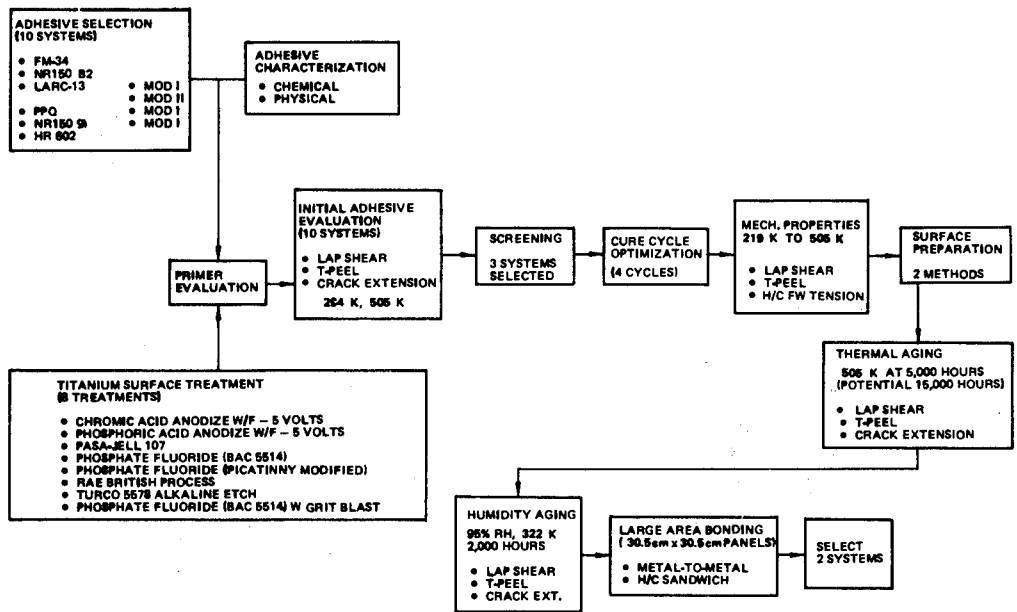 ADHESIVE SELECTION
(10 SYSTEMS)
• FM-34
• NR150 B2
• LARC-13 • MOD I
MOD II
• PPQ • MOD I
• NR150 9I • MOD I
• HR 602
ADHESIVE
CHARACTERIZATION
• CHEMICAL
• PHYSICAL
PRIMER
EVALUATION
TITANIUM SURFACE TREATMENT
(8 TREATMENTS)
• CHROMIC ACID ANODIZE W/F – 5 VOLTS
• PHOSPHORIC ACID ANODIZE W/F – 5 VOLTS
• PASA-JELL 107
• PHOSPHATE FLUORIDE (BAC 5514)
• PHOSPHATE FLUORIDE (PICATINNY MODIFIED)
• RAE BRITISH PROCESS
• TURCO 5578 ALKALINE ETCH
• PHOSPHATE FLUORIDE (BAC 5514) W GRIT BLAST
INITIAL ADHESIVE
EVALUATION
(10 SYSTEMS)
• LAP SHEAR
• T-PEEL
• CRACK EXTENSION
264 K, 505 K
SCREENING
3 SYSTEMS
SELECTED
CURE CYCLE
OPTIMIZATION
(4 CYCLES)
MECH. PROPERTIES
219 K TO 505 K
• LAP SHEAR
• T-PEEL
• H/C FW TENSION
SURFACE
PREPARATION
2 METHODS
THERMAL AGING
505 K AT 5,000 HOURS
(POTENTIAL 15,000 HOURS)
• LAP SHEAR
• T-PEEL
• CRACK EXTENSION
HUMIDITY AGING
95% RH, 322 K
2,000 HOURS
• LAP SHEAR
• T-PEEL
• CRACK EXT.
LARGE AREA BONDING
( 30.5cm x 30.5cm PANELS)
• METAL-TO-METAL
• H/C SANDWICH
SELECT
2 SYSTEMS